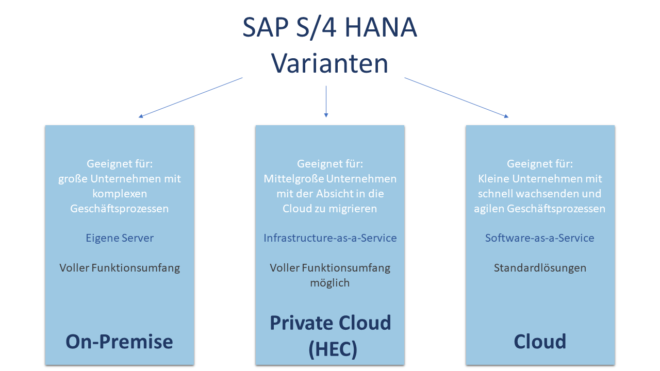 SAP S/4 HANA
Varianten
Geeignet für:
große Unternehmen mit
komplexen
Geschäftsprozessen
Eigene Server
Voller Funktionsumfang
On-Premise
Geeignet für:
Mittelgroße Unternehmen
mit der Absicht in die
Cloud zu migrieren
Infrastructure-as-a-Service
Voller Funktionsumfang
möglich
Private Cloud
(HEC)
Geeignet für:
Kleine Unternehmen mit
schnell wachsenden und
agilen Geschäftsprozessen
Software-as-a-Service
Standardlösungen
Cloud